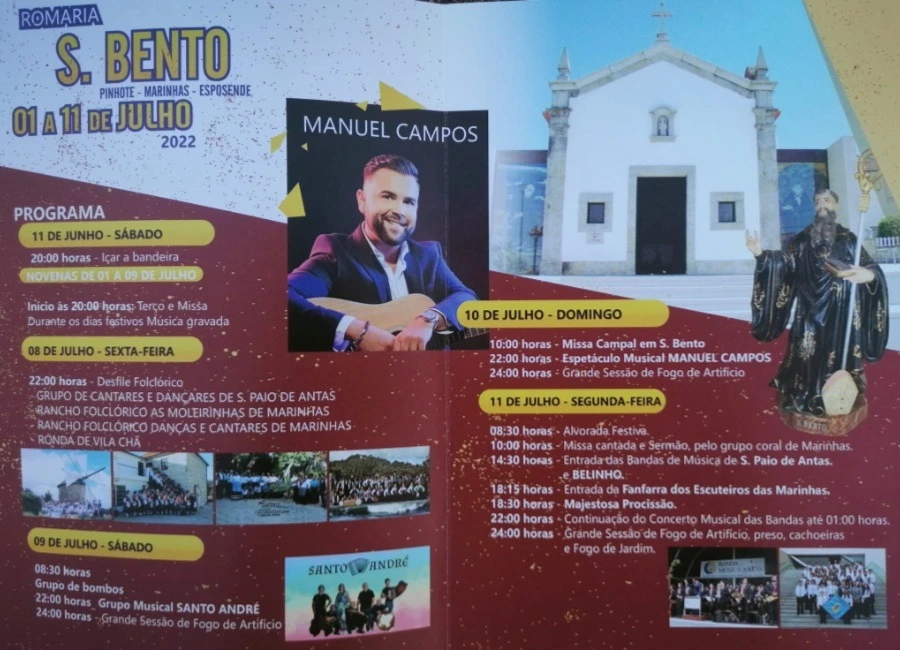 ROMARIA
S. BENTO
PINHOTE - MARINHAS - ESPOSENDE
01 A 11 DE JULHO
2022
PROGRAMA
11 DE JUNHO - SÁBADO
20:00 horas - Içar a bandeira
NOVENAS DE 01 A 09 DE JULHO
Inicio às 20:00 horas: Terço e Missa
Durante os dias festivos Música gravada
08 DE JULHO - SEXTA-FEIRA
22:00 horas - Desfile Folclórico
GRUPO DE CANTARES E DANÇARES DE S. PAIO DE ANTAS
RANCHO FOLCLÓRICO AS MOLEIRINHAS DE MARINHAS
RANCHO FOLCLÓRICO DANÇAS E CANTARES DE MARINHAS
RONDA DE VILA CHÃ
09 DE JULHO - SÁBADO
08:30 horas
Grupo de bombos
22:00 horas Grupo Musical SANTO ANDRÉ
24:00 horas - Grande Sessão de Fogo de Artificio
SANTO ANDRÉ
MANUEL CAMPOS
10 DE JULHO - DOMINGO
10:00 horas - Missa Campal em S. Bento
22:00 horas - Espetáculo Musical MANUEL CAMPOS
24:00 horas - Grande Sessão de Fogo de Artificio
11 DE JULHO - SEGUNDA-FEIRA
08:30 horas - Alvorada Festiva.
10:00 horas - Missa cantada e Sermão, pelo grupo coral de Marinhas.
14:30 horas - Entrada das Bandas de Música de S. Paio de Antas.
e BELINHO.
18:15 horas - Entrada da Fanfarra dos Escuteiros das Marinhas.
18:30 horas - Majestosa Procissão.
22:00 horas - Continuação do Concerto Musical das Bandas até 01:00 horas.
24:00 horas - Grande Sessão de Fogo de Artificio, preso, cachoeiras
e Fogo de Jardim.
S. BENTO
BANDA